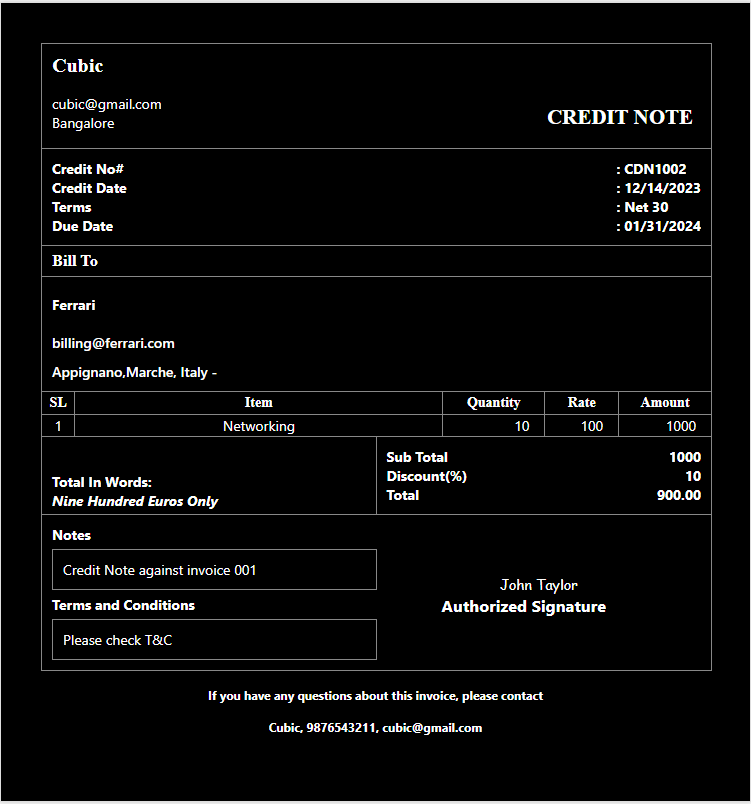 Cubic
cubic@gmail.com
Bangalore
CREDIT NOTE
Credit No# : CDN1002
Credit Date : 12/14/2023
Terms : Net 30
Due Date : 01/31/2024
Bill To
Ferrari
billing@ferrari.com
Appignano,Marche, Italy -
SL Item Quantity Rate Amount
1 Networking 10 100 1000
Sub Total 1000
Discount(%) 10
Total 900.00
Total In Words:
Nine Hundred Euros Only
Notes
Credit Note against invoice 001
Terms and Conditions
Please check T&C
John Taylor
Authorized Signature
If you have any questions about this invoice, please contact
Cubic, 9876543211, cubic@gmail.com